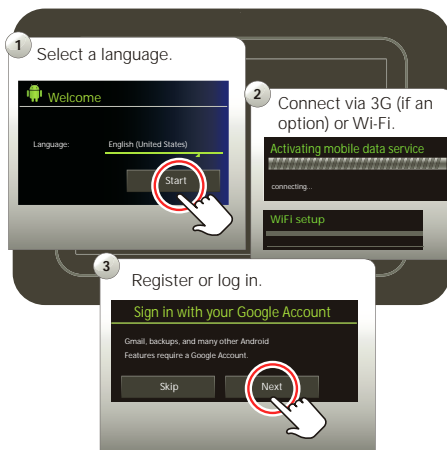 1
Select a language.
Welcome
Language: English (United States)
Start
2
Connect via 3G (if an
option) or Wi-Fi.
Activating mobile data service
connecting...
WiFi setup
3
Register or log in.
Sign in with your Google Account
Gmail, backups, and many other Android
Features require a Google Account.
Skip Next